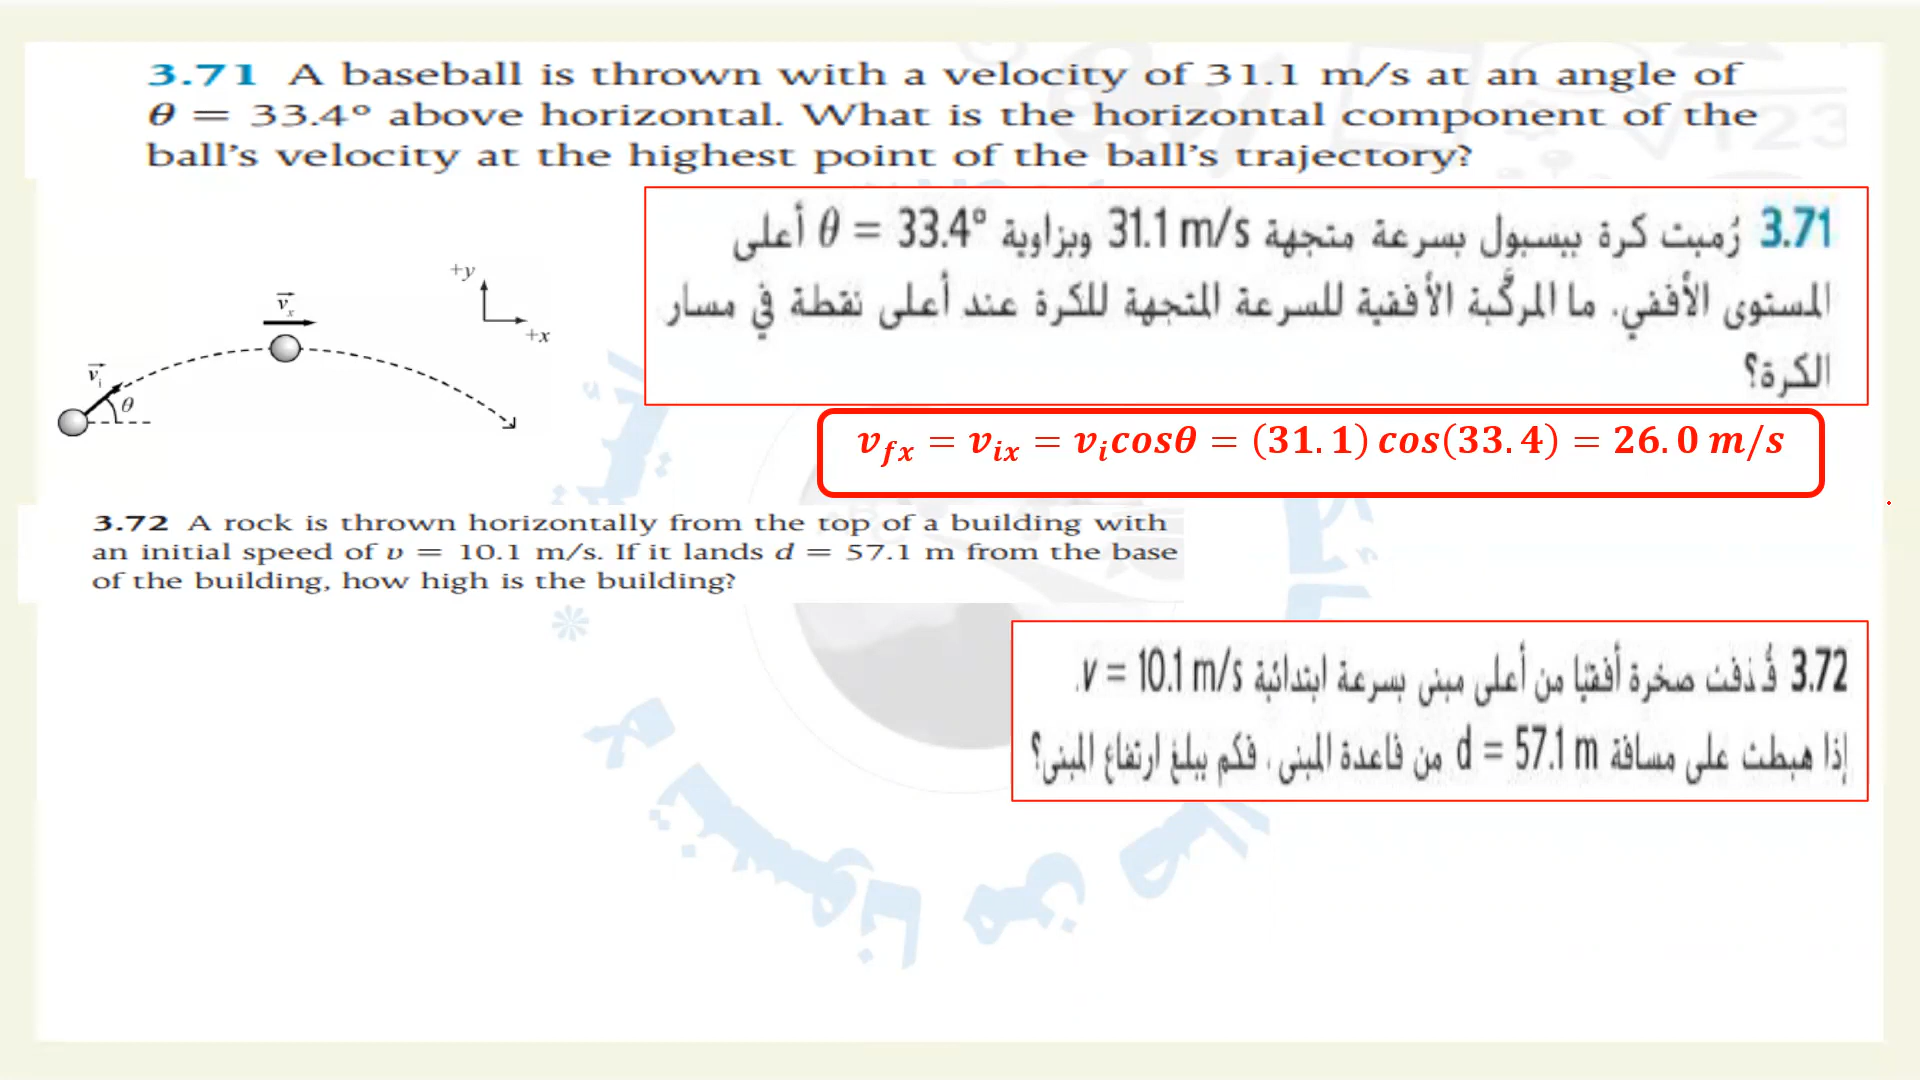 3.71 A baseball is thrown with a velocity of 31.1 m/s at an angle of
θ = 33.4° above horizontal. What is the horizontal component of the
ball's velocity at the highest point of the ball's trajectory?
3.71 رُميت كرة بيسبول بسرعة متجهة 31.1 m/s وبزاوية θ = 33.4° أعلى
المستوى الأفقي. ما المركَّبة الأفقية للسرعة المتجهة للكرة عند أعلى نقطة في مسار
الكرة؟
+y
+x
v⃗x
v⃗i
θ
v_fx = v_ix = v_i cosθ = (31.1) cos(33.4) = 26.0 m/s
3.72 A rock is thrown horizontally from the top of a building with
an initial speed of υ = 10.1 m/s. If it lands d = 57.1 m from the base
of the building, how high is the building?
3.72 قُذفت صخرة أفقيًا من أعلى مبنى بسرعة ابتدائية v = 10.1 m/s.
إذا هبطت على مسافة d = 57.1 m من قاعدة المبنى، فكم يبلغ ارتفاع المبنى؟